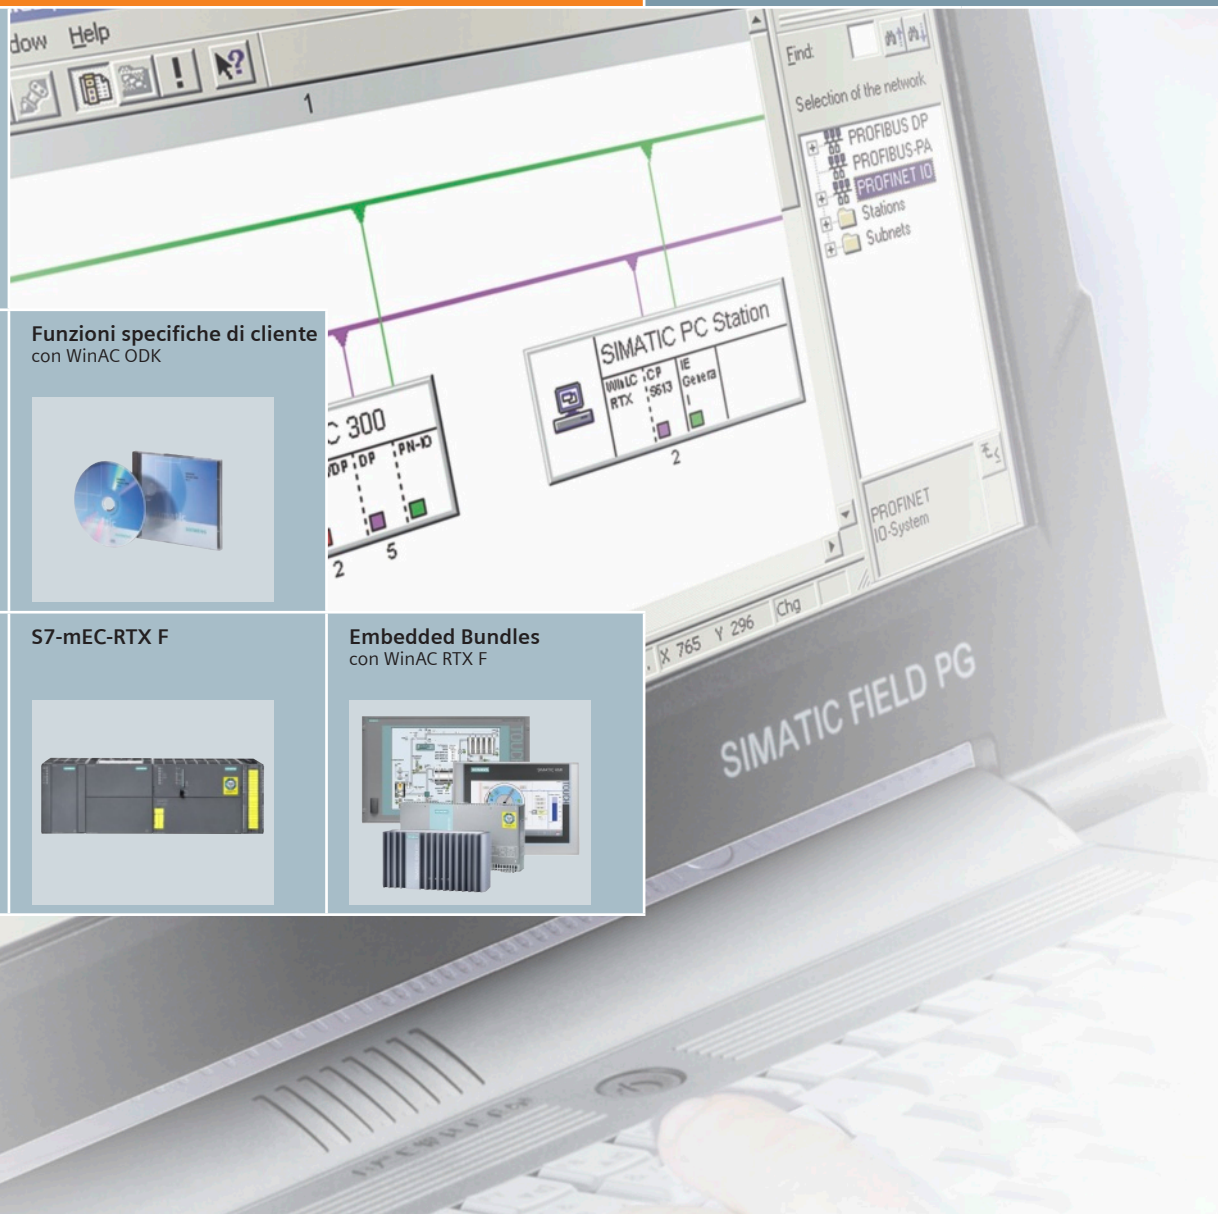 dow Help
1
Find:
Selection of the network
PROFIBUS DP
PROFIBUS-PA
PROFINET IO
Stations
Subnets
SIMATIC PC Station
WinLC RTX
CP 5613
IE General
2
C 300
DP
PN-IO
2
5
PROFINET
IO-System
X 765 Y 296 Chg
SIMATIC FIELD PG
Funzioni specifiche di cliente
con WinAC ODK
S7-mEC-RTX F
Embedded Bundles
con WinAC RTX F